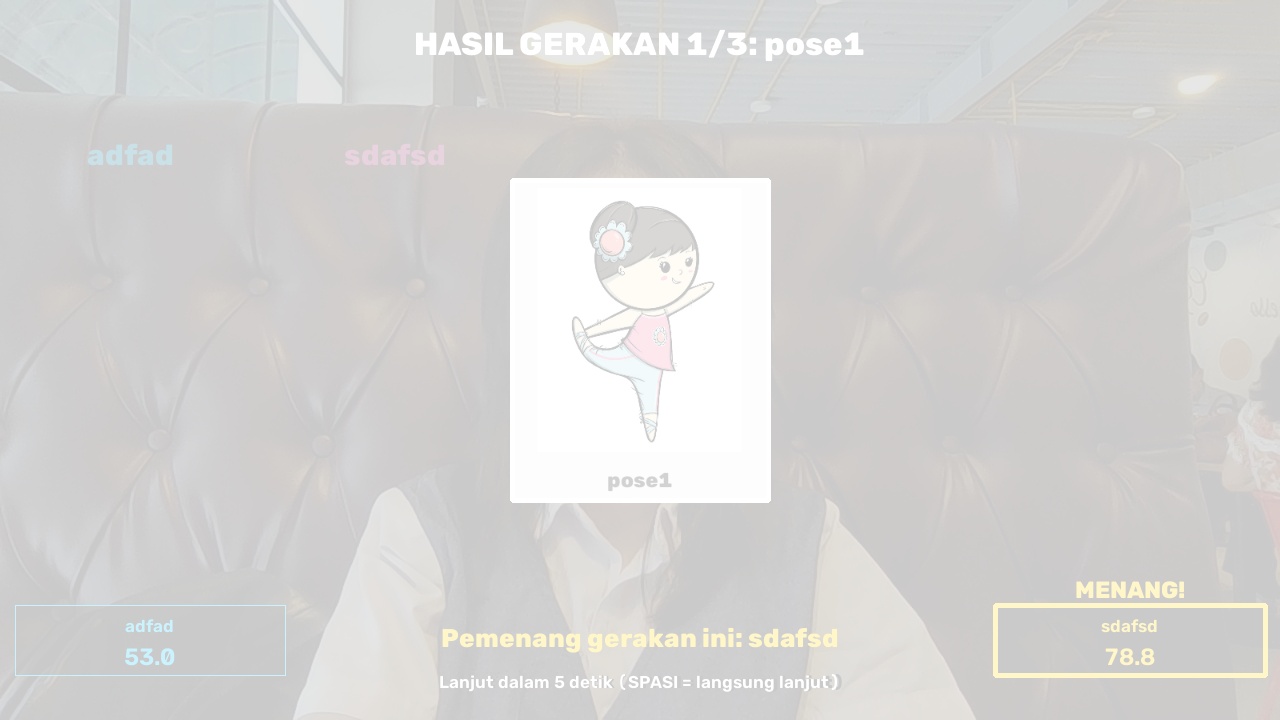 HASIL GERAKAN 1/3: pose1
adfad
sdafsd
pose1
MENANG!
adfad
53.0
Pemenang gerakan ini: sdafsd
sdafsd
78.8
Lanjut dalam 5 detik (SPASI = langsung lanjut)